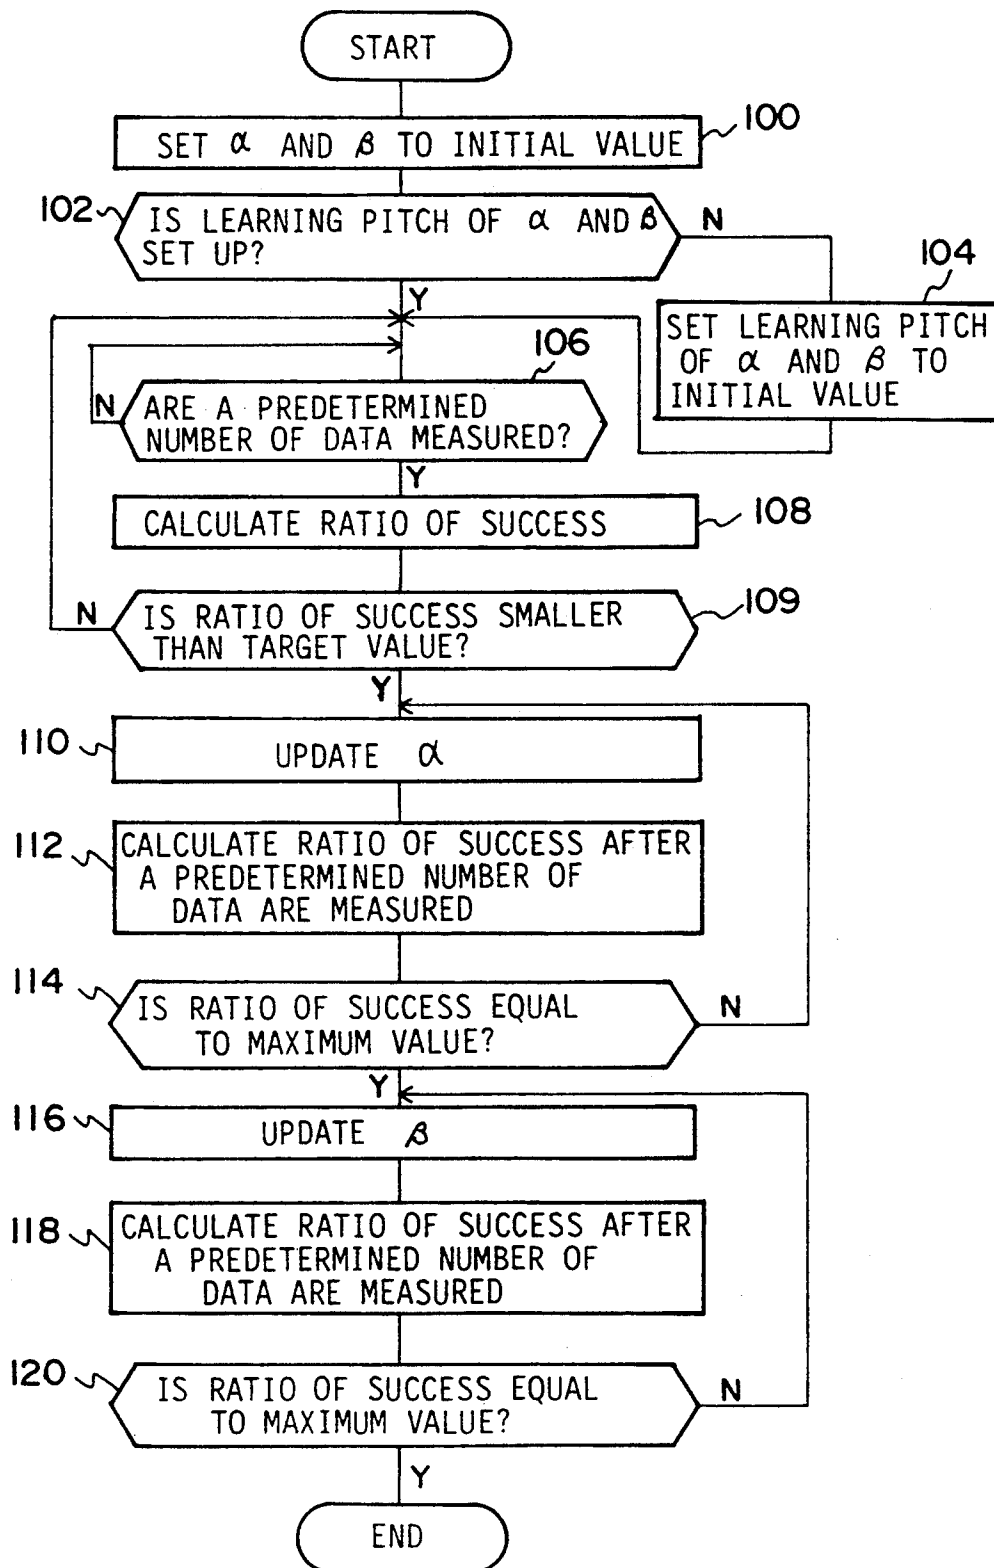 START
100
SET α AND β TO INITIAL VALUE
102
IS LEARNING PITCH OF α AND β
SET UP?
N
Y
104
SET LEARNING PITCH
OF α AND β TO
INITIAL VALUE
106
N
ARE A PREDETERMINED
NUMBER OF DATA MEASURED?
Y
CALCULATE RATIO OF SUCCESS
108
N
IS RATIO OF SUCCESS SMALLER
THAN TARGET VALUE?
109
Y
110
UPDATE α
112
CALCULATE RATIO OF SUCCESS AFTER
A PREDETERMINED NUMBER OF
DATA ARE MEASURED
114
IS RATIO OF SUCCESS EQUAL
TO MAXIMUM VALUE?
N
Y
116
UPDATE β
118
CALCULATE RATIO OF SUCCESS AFTER
A PREDETERMINED NUMBER OF
DATA ARE MEASURED
120
IS RATIO OF SUCCESS EQUAL
TO MAXIMUM VALUE?
N
Y
END